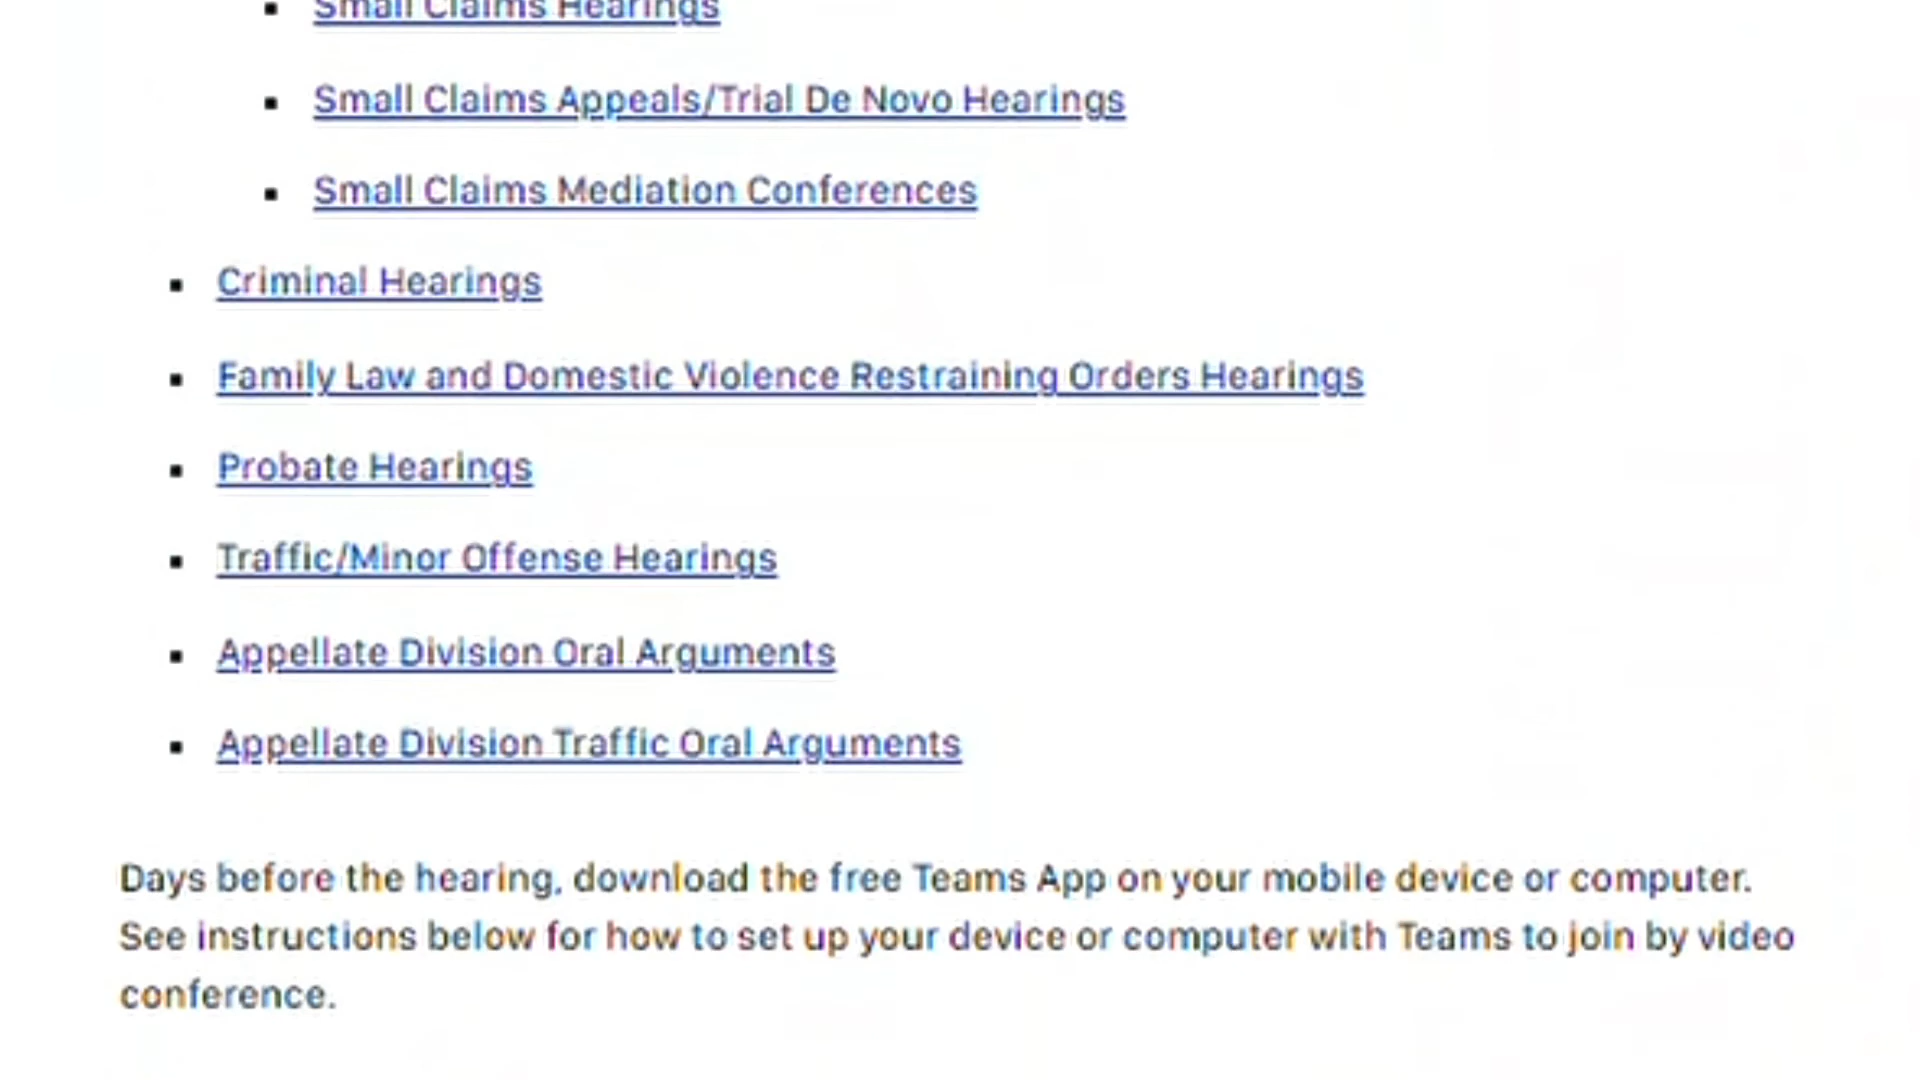 Small Claims Hearings
Small Claims Appeals/Trial De Novo Hearings
Small Claims Mediation Conferences
Criminal Hearings
Family Law and Domestic Violence Restraining Orders Hearings
Probate Hearings
Traffic/Minor Offense Hearings
Appellate Division Oral Arguments
Appellate Division Traffic Oral Arguments
Days before the hearing, download the free Teams App on your mobile device or computer.
See instructions below for how to set up your device or computer with Teams to join by video
conference.